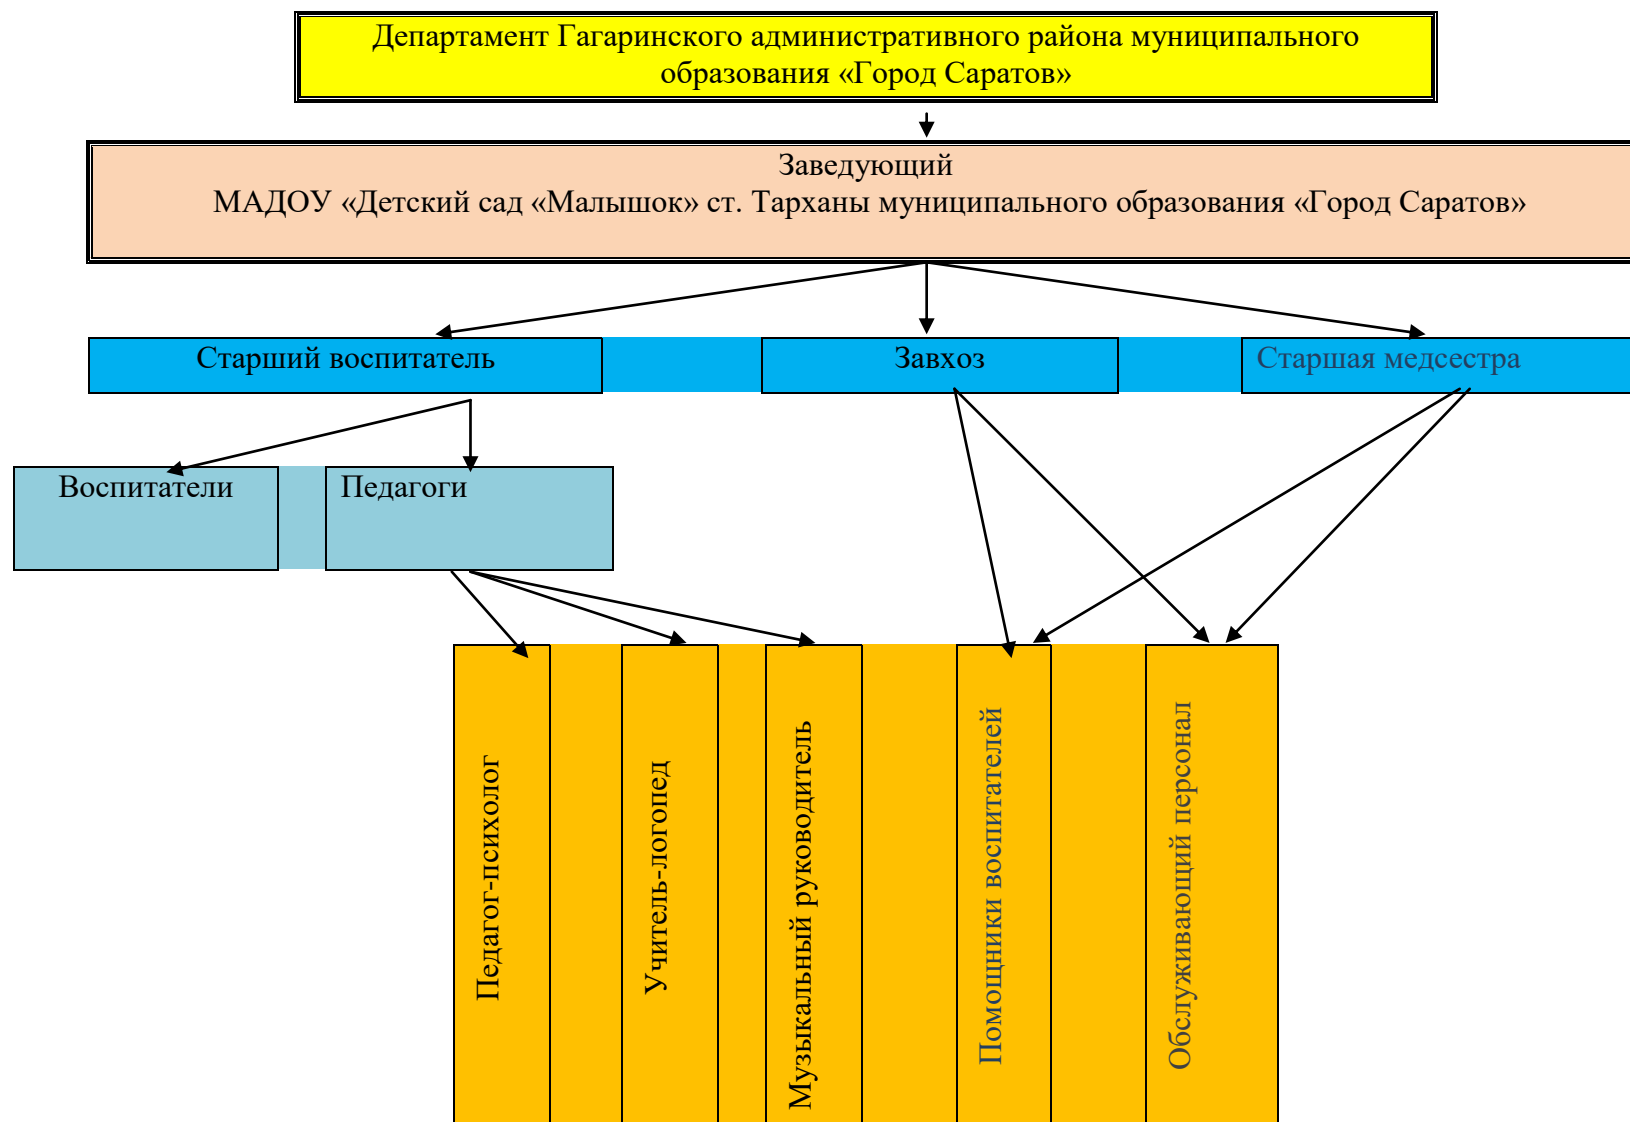 Департамент Гагаринского административного района муниципального
образования «Город Саратов»
Заведующий
МАДОУ «Детский сад «Малышок» ст. Тарханы муниципального образования «Город Саратов»
Старший воспитатель
Завхоз
Старшая медсестра
Воспитатели
Педагоги
Педагог-психолог
Учитель-логопед
Музыкальный руководитель
Помощники воспитателей
Обслуживающий персонал